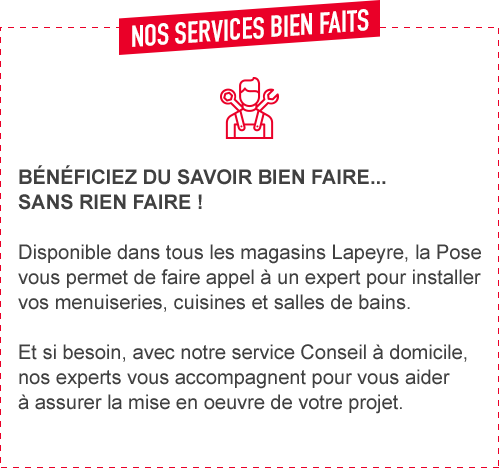 NOS SERVICES BIEN FAITS
BÉNÉFICIEZ DU SAVOIR BIEN FAIRE...
SANS RIEN FAIRE !
Disponible dans tous les magasins Lapeyre, la Pose
vous permet de faire appel à un expert pour installer
vos menuiseries, cuisines et salles de bains.
Et si besoin, avec notre service Conseil à domicile,
nos experts vous accompagnent pour vous aider
à assurer la mise en oeuvre de votre projet.